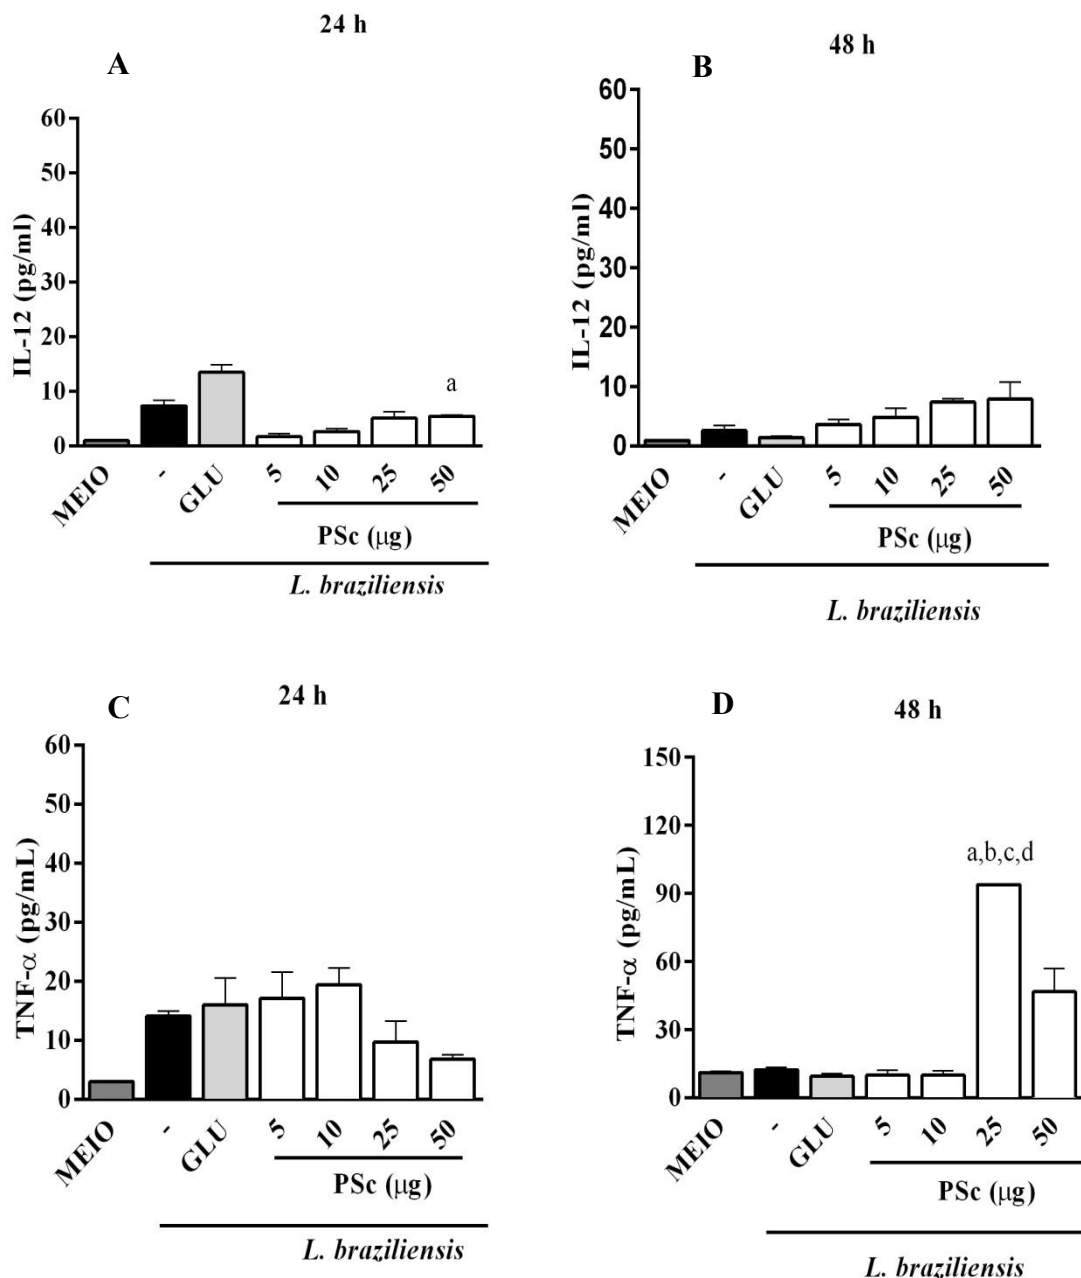 24 h
A
IL-12 (pg/ml)
60
50
40
30
20
10
0
a
MEIO
-
GLU
5
10
25
50
PSc (μg)
L. braziliensis
48 h
B
IL-12 (pg/ml)
60
50
40
30
20
10
0
MEIO
-
GLU
5
10
25
50
PSc (μg)
L. braziliensis
24 h
C
TNF-α (pg/mL)
60
50
40
30
20
10
0
MEIO
-
GLU
5
10
25
50
PSc (μg)
L. braziliensis
D
48 h
TNF-α (pg/mL)
150
120
90
60
30
0
a,b,c,d
MEIO
-
GLU
5
10
25
50
PSc (μg)
L. braziliensis